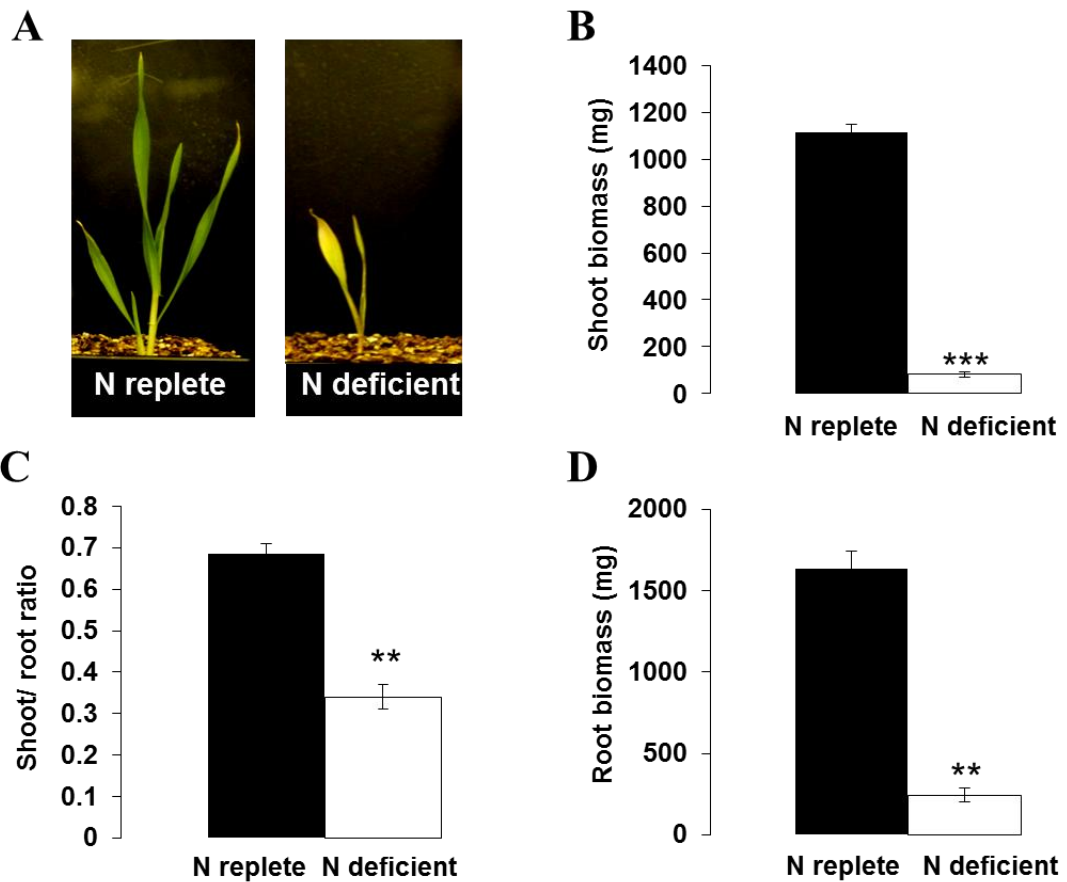 A
N replete
N deficient
B
Shoot biomass (mg)
1400
1200
1000
800
600
400
200
0
***
N replete
N deficient
C
Shoot/ root ratio
0.8
0.7
0.6
0.5
0.4
0.3
0.2
0.1
0
**
N replete
N deficient
D
Root biomass (mg)
2000
1500
1000
500
0
**
N replete
N deficient